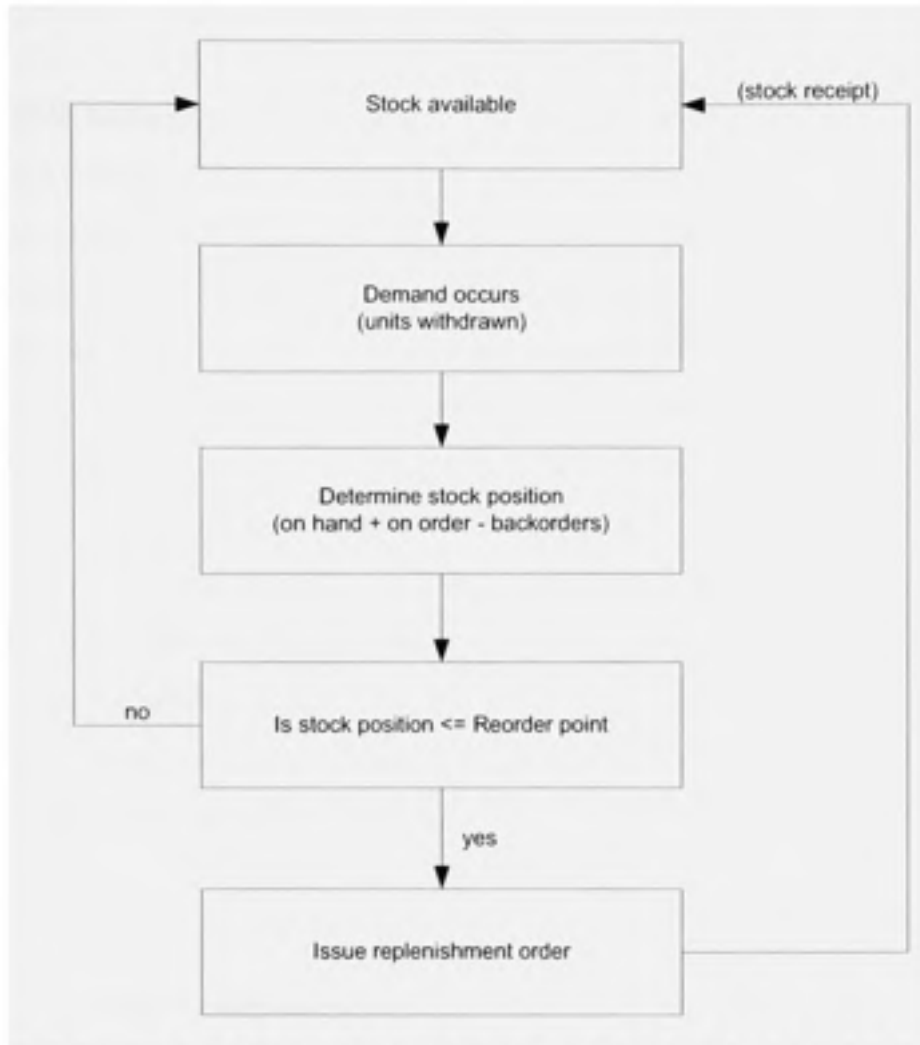 Stock available
(stock receipt)
Demand occurs
(units withdrawn)
Determine stock position
(on hand + on order - backorders)
Is stock position <= Reorder point
no
yes
Issue replenishment order